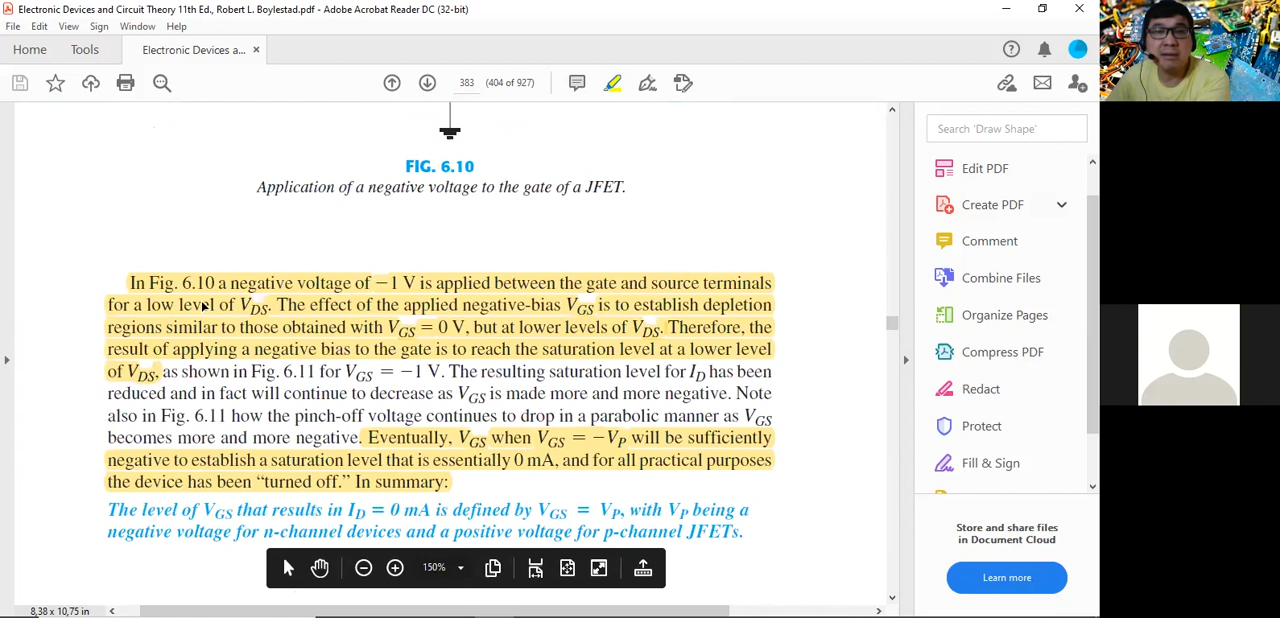 Electronic Devices and Circuit Theory 11th Ed., Robert L. Boylestad.pdf - Adobe Acrobat Reader DC (32-bit)
File Edit View Sign Window Help
Home Tools Electronic Devices a... ×
383 (404 of 927)
FIG. 6.10
Application of a negative voltage to the gate of a JFET.
In Fig. 6.10 a negative voltage of −1 V is applied between the gate and source terminals
for a low level of VDS. The effect of the applied negative-bias VGS is to establish depletion
regions similar to those obtained with VGS = 0 V, but at lower levels of VDS. Therefore, the
result of applying a negative bias to the gate is to reach the saturation level at a lower level
of VDS, as shown in Fig. 6.11 for VGS = −1 V. The resulting saturation level for ID has been
reduced and in fact will continue to decrease as VGS is made more and more negative. Note
also in Fig. 6.11 how the pinch-off voltage continues to drop in a parabolic manner as VGS
becomes more and more negative. Eventually, VGS when VGS = −VP will be sufficiently
negative to establish a saturation level that is essentially 0 mA, and for all practical purposes
the device has been “turned off.” In summary:
The level of VGS that results in ID = 0 mA is defined by VGS = VP, with VP being a
negative voltage for n-channel devices and a positive voltage for p-channel JFETs.
150%
8,38 x 10,75 in
Search 'Draw Shape'
Edit PDF
Create PDF
Comment
Combine Files
Organize Pages
Compress PDF
Redact
Protect
Fill & Sign
Store and share files
in Document Cloud
Learn more